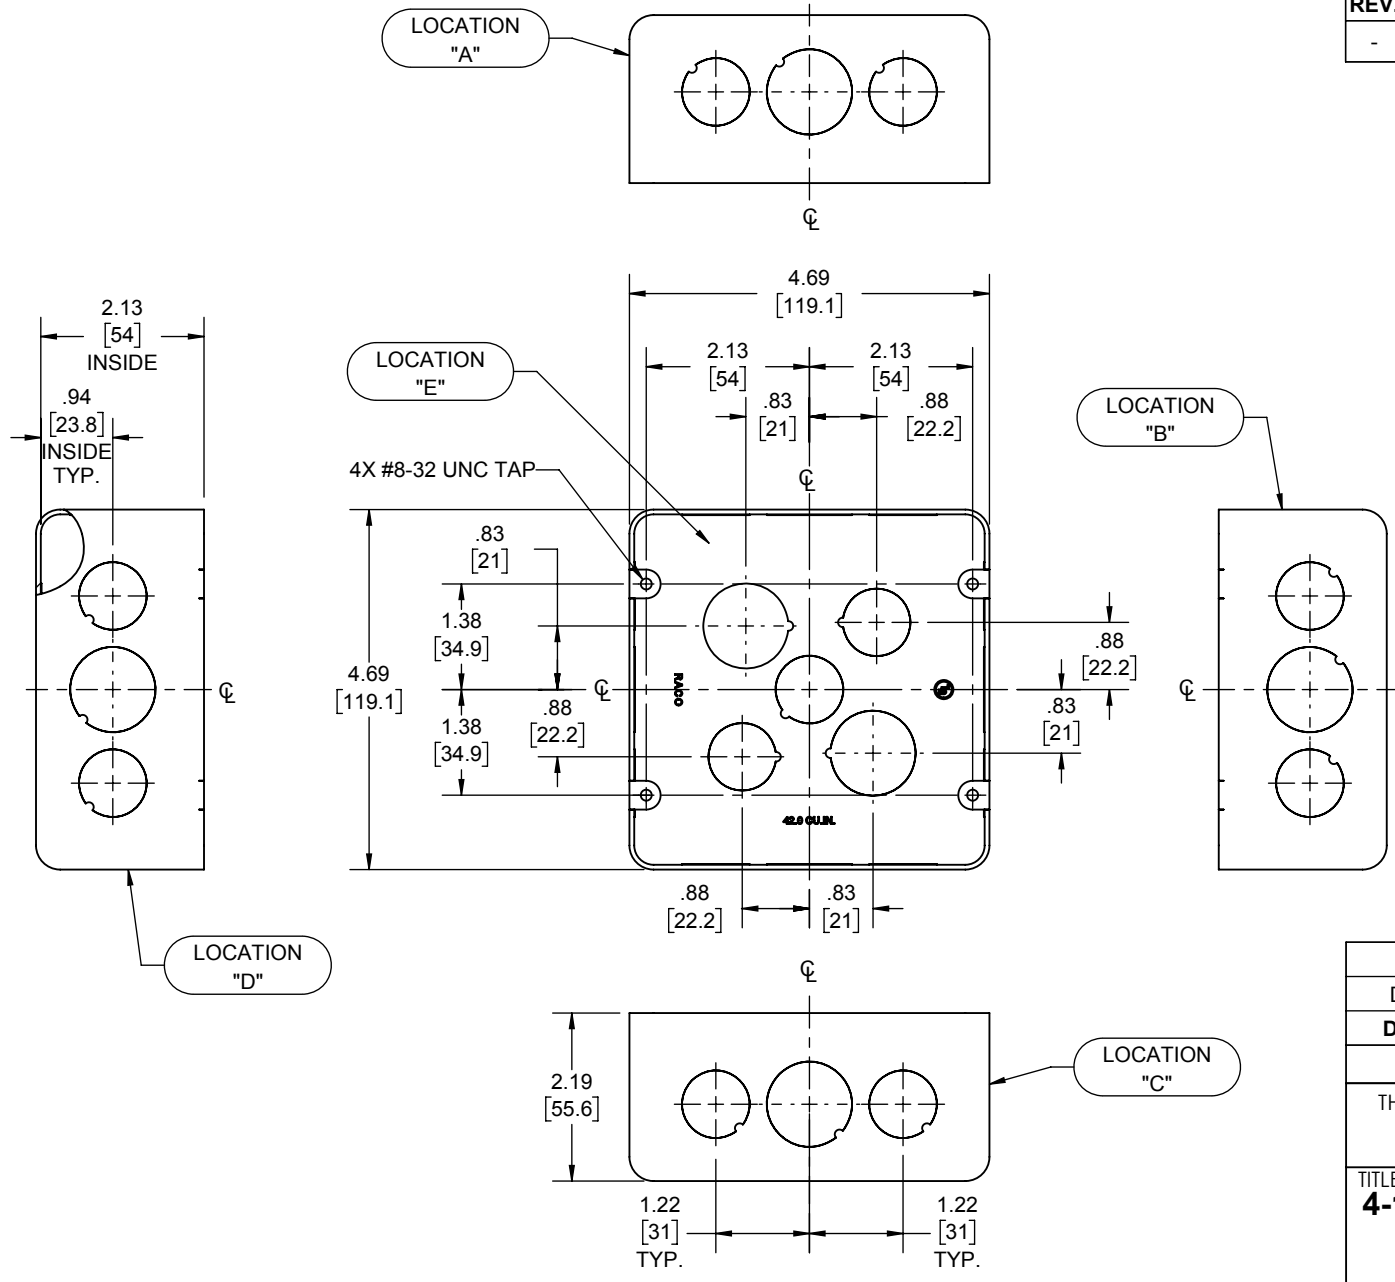 LOCATION
"A"
REV.
-
℄
4.69
[119.1]
2.13
[54]
INSIDE
.94
[23.8]
INSIDE
TYP.
LOCATION
"E"
2.13
[54]
2.13
[54]
.83
[21]
.88
[22.2]
LOCATION
"B"
4X #8-32 UNC TAP
℄
.83
[21]
1.38
[34.9]
4.69
[119.1]
1.38
[34.9]
.88
[22.2]
℄
℄
RACO
.88
[22.2]
.83
[21]
℄
42.0 CU.IN.
.88
[22.2]
.83
[21]
LOCATION
"D"
℄
2.19
[55.6]
LOCATION
"C"
1.22
[31]
TYP.
1.22
[31]
TYP.
D
D
TH
TITLE
4-